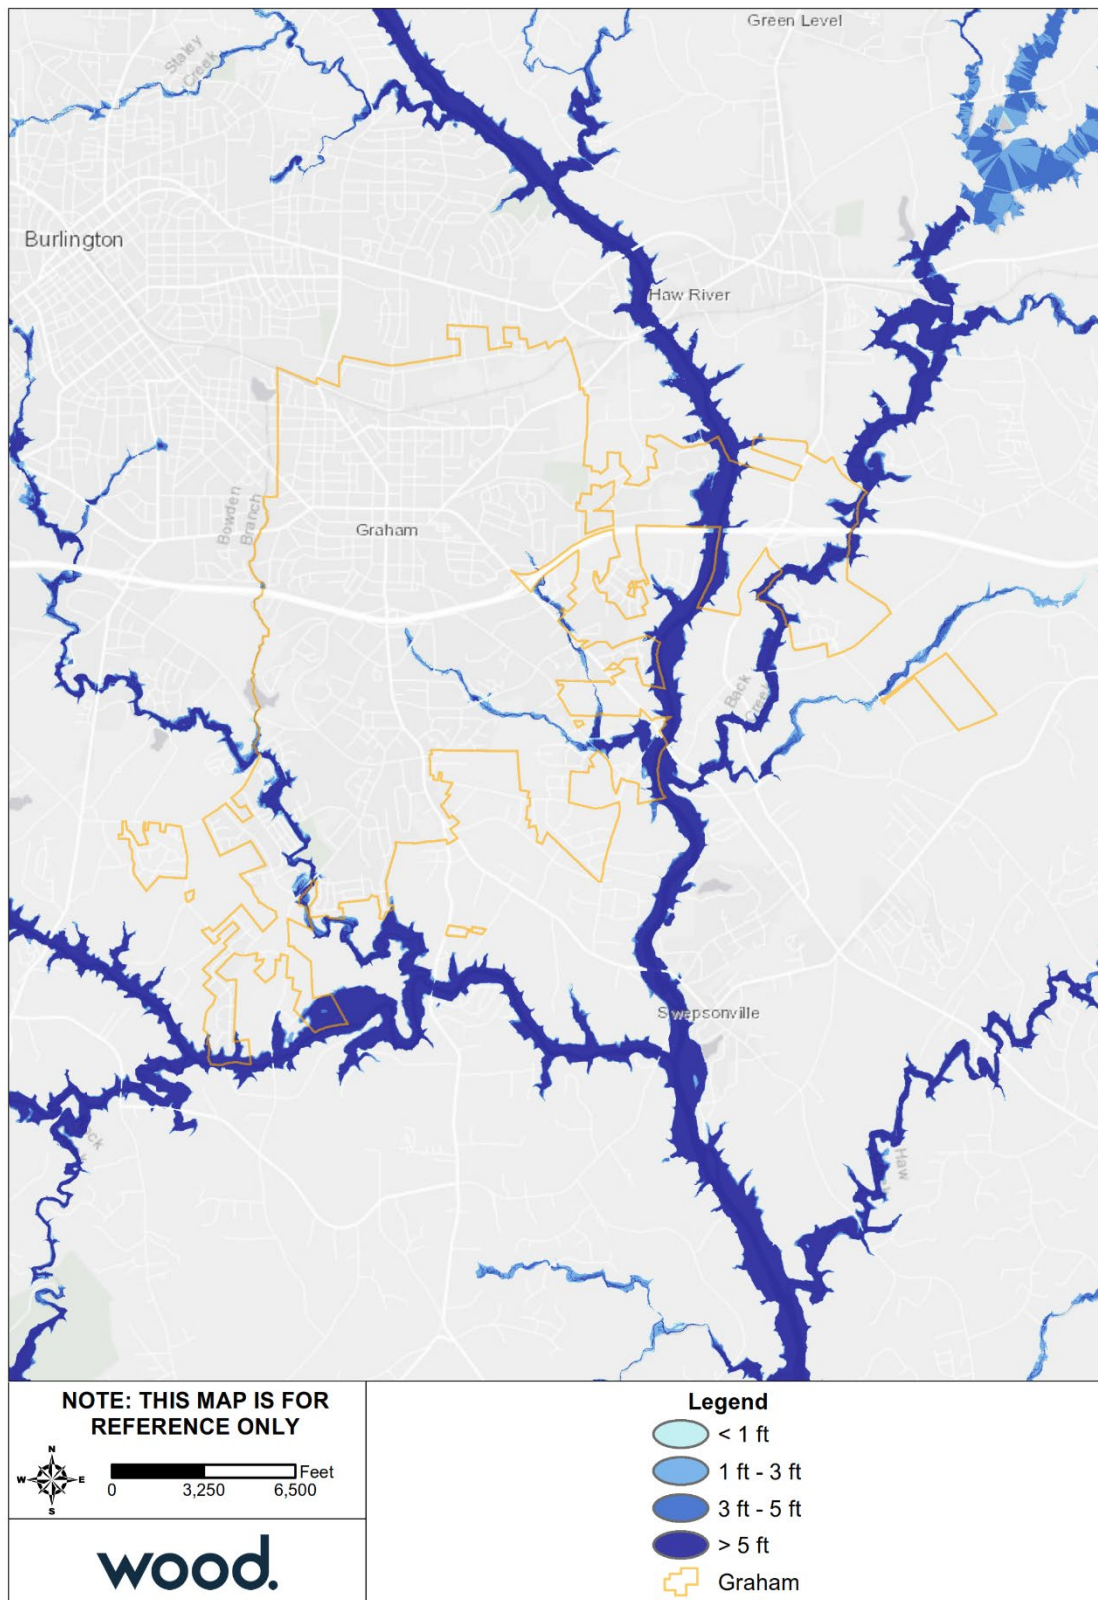 Green Level
Staley
Creek
Burlington
Haw River
Bowden
Branch
Graham
Back
Creek
Swepsonville
Haw
NOTE: THIS MAP IS FOR
REFERENCE ONLY
N
W E
S
Feet
0 3,250 6,500
wood.
Legend
< 1 ft
1 ft - 3 ft
3 ft - 5 ft
> 5 ft
Graham